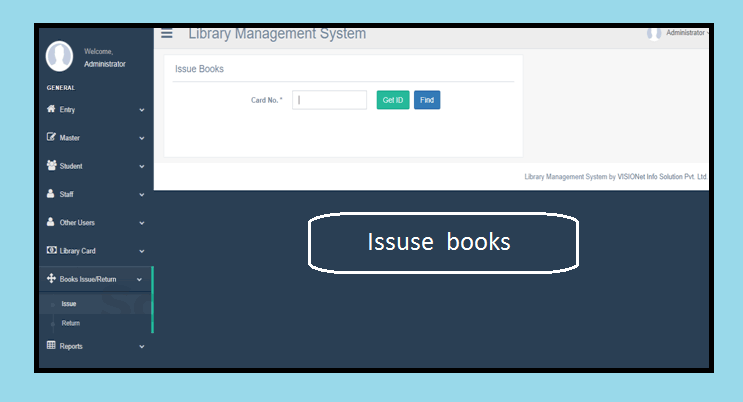 Library Management System
Administrator
Welcome,
Administrator
GENERAL
Entry
Master
Student
Staff
Other Users
Library Card
Books Issue/Return
Issue
Return
Reports
Issue Books
Card No. *
Get ID
Find
Library Management System by VISIONet Info Solution Pvt. Ltd.
Issuse books